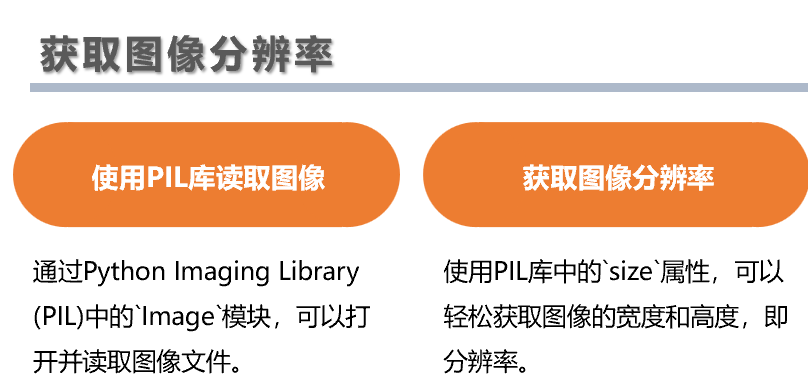 获取图像分辨率
使用PIL库读取图像
获取图像分辨率
通过Python Imaging Library
(PIL)中的`Image`模块，可以打
开并读取图像文件。
使用PIL库中的`size`属性，可以
轻松获取图像的宽度和高度，即
分辨率。